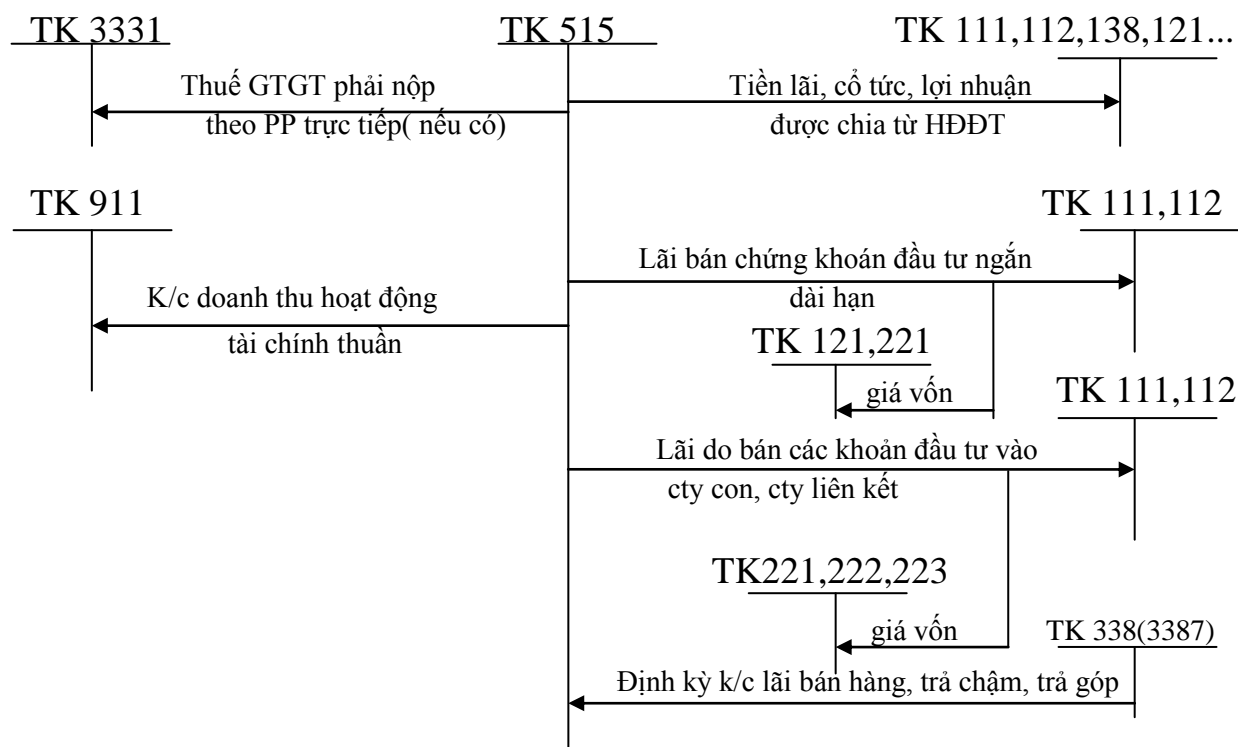 TK 3331
TK 515
TK 111,112,138,121...
Thuế GTGT phải nộp
theo PP trực tiếp( nếu có)
Tiền lãi, cổ tức, lợi nhuận
được chia từ HĐĐT
TK 911
TK 111,112
Lãi bán chứng khoán đầu tư ngắn
dài hạn
K/c doanh thu hoạt động
tài chính thuần
TK 121,221
giá vốn
TK 111,112
Lãi do bán các khoản đầu tư vào
cty con, cty liên kết
TK221,222,223
giá vốn
TK 338(3387)
Định kỳ k/c lãi bán hàng, trả chậm, trả góp